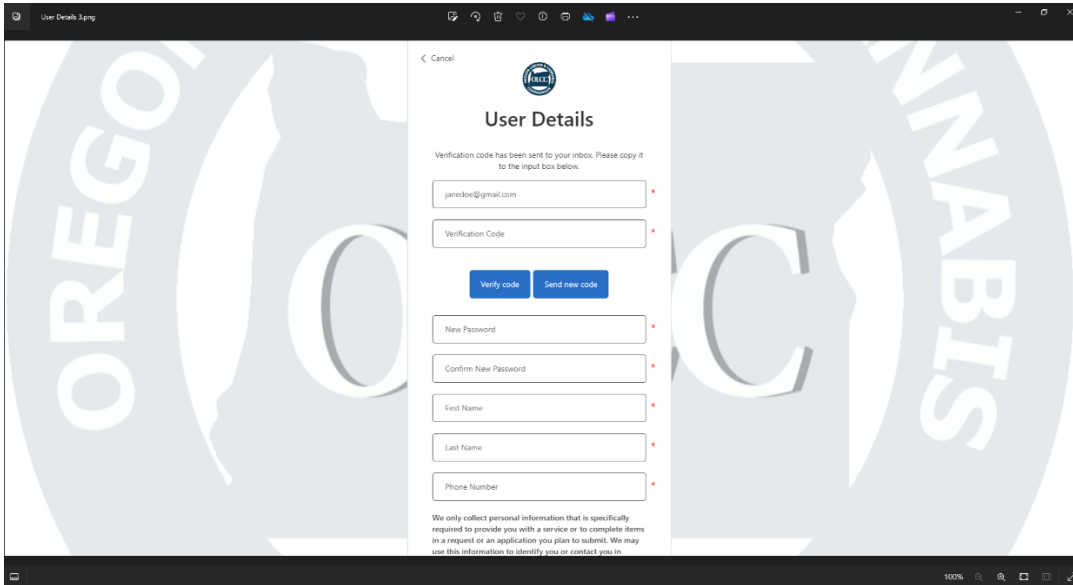 User Details 3.png
Cancel
OLCC
User Details
Verification code has been sent to your inbox. Please copy it
to the input box below.
janedoe@gmail.com *
Verification Code *
Verify code Send new code
New Password *
Confirm New Password *
First Name *
Last Name *
Phone Number *
We only collect personal information that is specifically
required to provide you with a service or to complete items
in a request or an application you plan to submit. We may
use this information to identify you or contact you in
OREGO
O C C
NNABIS
100%